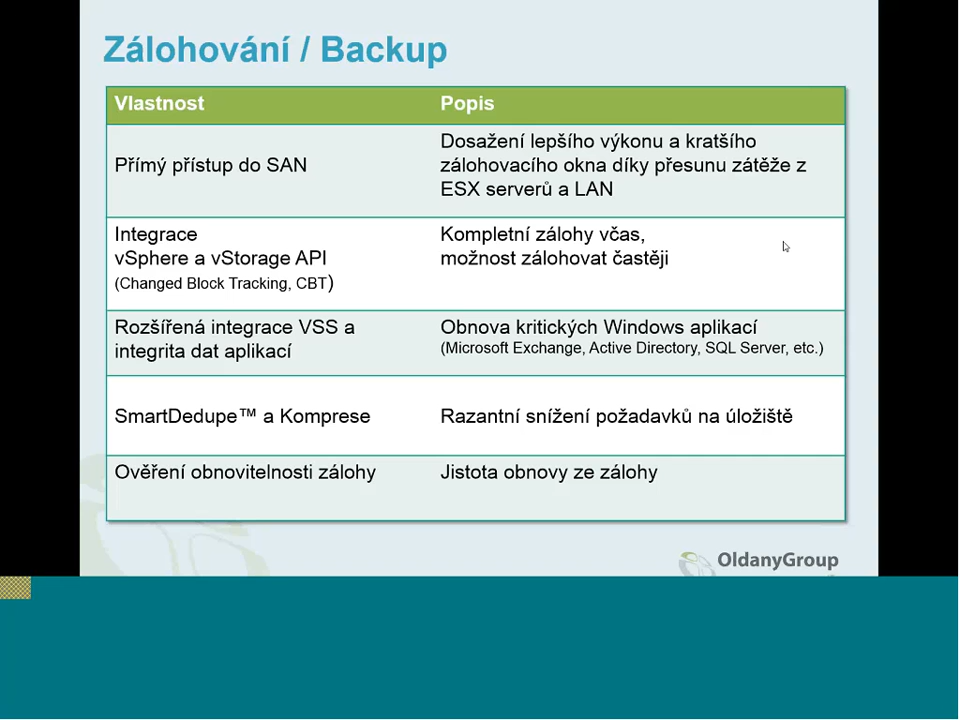 Zálohování / Backup
Vlastnost
Popis
Přímý přístup do SAN
Dosažení lepšího výkonu a kratšího
zálohovacího okna díky přesunu zátěže z
ESX serverů a LAN
Integrace
vSphere a vStorage API
(Changed Block Tracking, CBT)
Kompletní zálohy včas,
možnost zálohovat častěji
Rozšířená integrace VSS a
integrita dat aplikací
Obnova kritických Windows aplikací
(Microsoft Exchange, Active Directory, SQL Server, etc.)
SmartDedupe™ a Komprese
Razantní snížení požadavků na úložiště
Ověření obnovitelnosti zálohy
Jistota obnovy ze zálohy
OldanyGroup